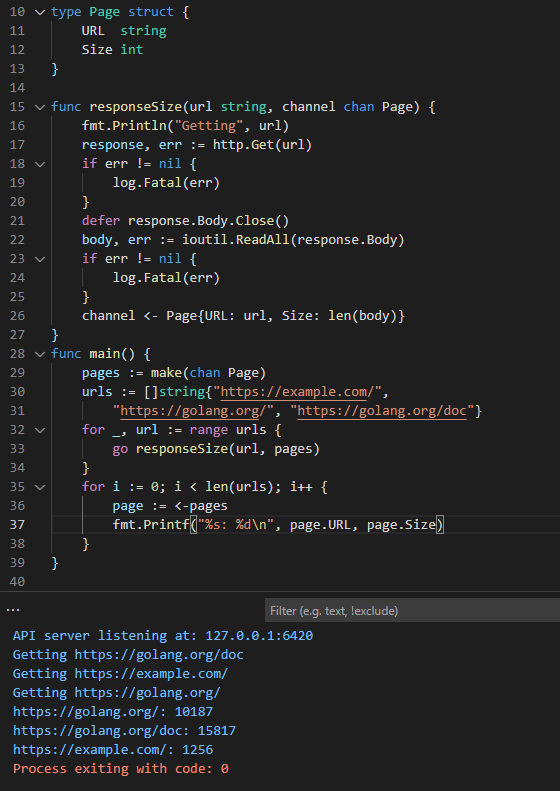 10 type Page struct {
11     URL  string
12     Size int
13 }
14
15 func responseSize(url string, channel chan Page) {
16     fmt.Println("Getting", url)
17     response, err := http.Get(url)
18     if err != nil {
19         log.Fatal(err)
20     }
21     defer response.Body.Close()
22     body, err := ioutil.ReadAll(response.Body)
23     if err != nil {
24         log.Fatal(err)
25     }
26     channel <- Page{URL: url, Size: len(body)}
27 }
28 func main() {
29     pages := make(chan Page)
30     urls := []string{"https://example.com/",
31         "https://golang.org/", "https://golang.org/doc"}
32     for _, url := range urls {
33         go responseSize(url, pages)
34     }
35     for i := 0; i < len(urls); i++ {
36         page := <-pages
37         fmt.Printf("%s: %d\n", page.URL, page.Size)
38     }
39 }
40
... Filter (e.g. text, !exclude)
API server listening at: 127.0.0.1:6420
Getting https://golang.org/doc
Getting https://example.com/
Getting https://golang.org/
https://golang.org/: 10187
https://golang.org/doc: 15817
https://example.com/: 1256
Process exiting with code: 0